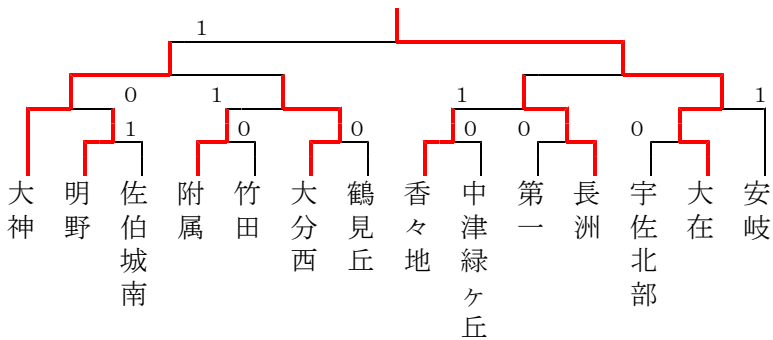 1
0
1
1
1
1
0
0
0
0
0
大神
明野
佐伯城南
附属
竹田
大分西
鶴見丘
香々地
中津緑ヶ丘
第一
長洲
宇佐北部
大在
安岐